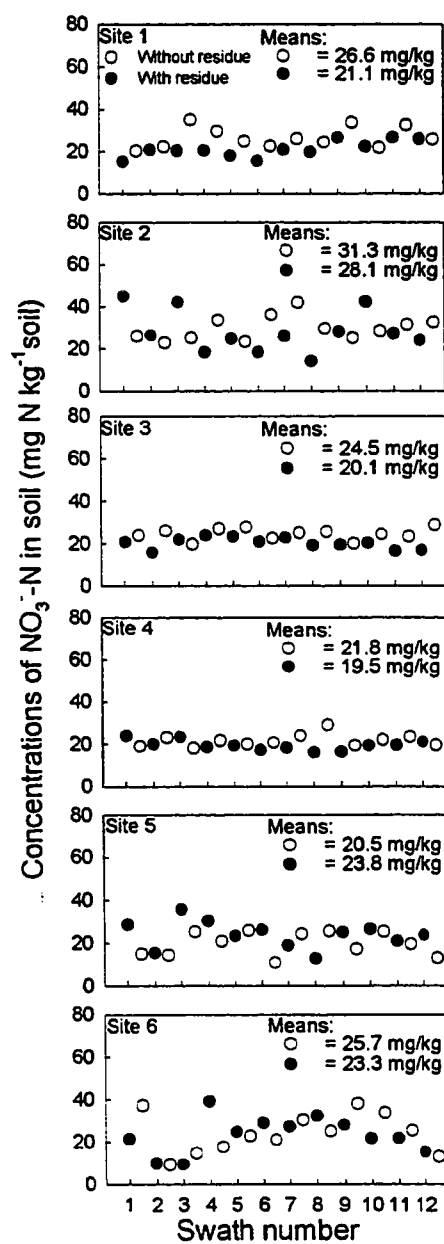 Concentrations of NO3⁻-N in soil (mg N kg⁻¹ soil)
80
60
40
20
0
Site 1
Means:
○ Without residue
○ = 26.6 mg/kg
● With residue
● = 21.1 mg/kg
80
60
40
20
0
Site 2
Means:
○ = 31.3 mg/kg
● = 28.1 mg/kg
80
60
40
20
0
Site 3
Means:
○ = 24.5 mg/kg
● = 20.1 mg/kg
80
60
40
20
0
Site 4
Means:
○ = 21.8 mg/kg
● = 19.5 mg/kg
80
60
40
20
0
Site 5
Means:
○ = 20.5 mg/kg
● = 23.8 mg/kg
80
60
40
20
0
Site 6
Means:
○ = 25.7 mg/kg
● = 23.3 mg/kg
1 2 3 4 5 6 7 8 9 10 11 12
Swath number